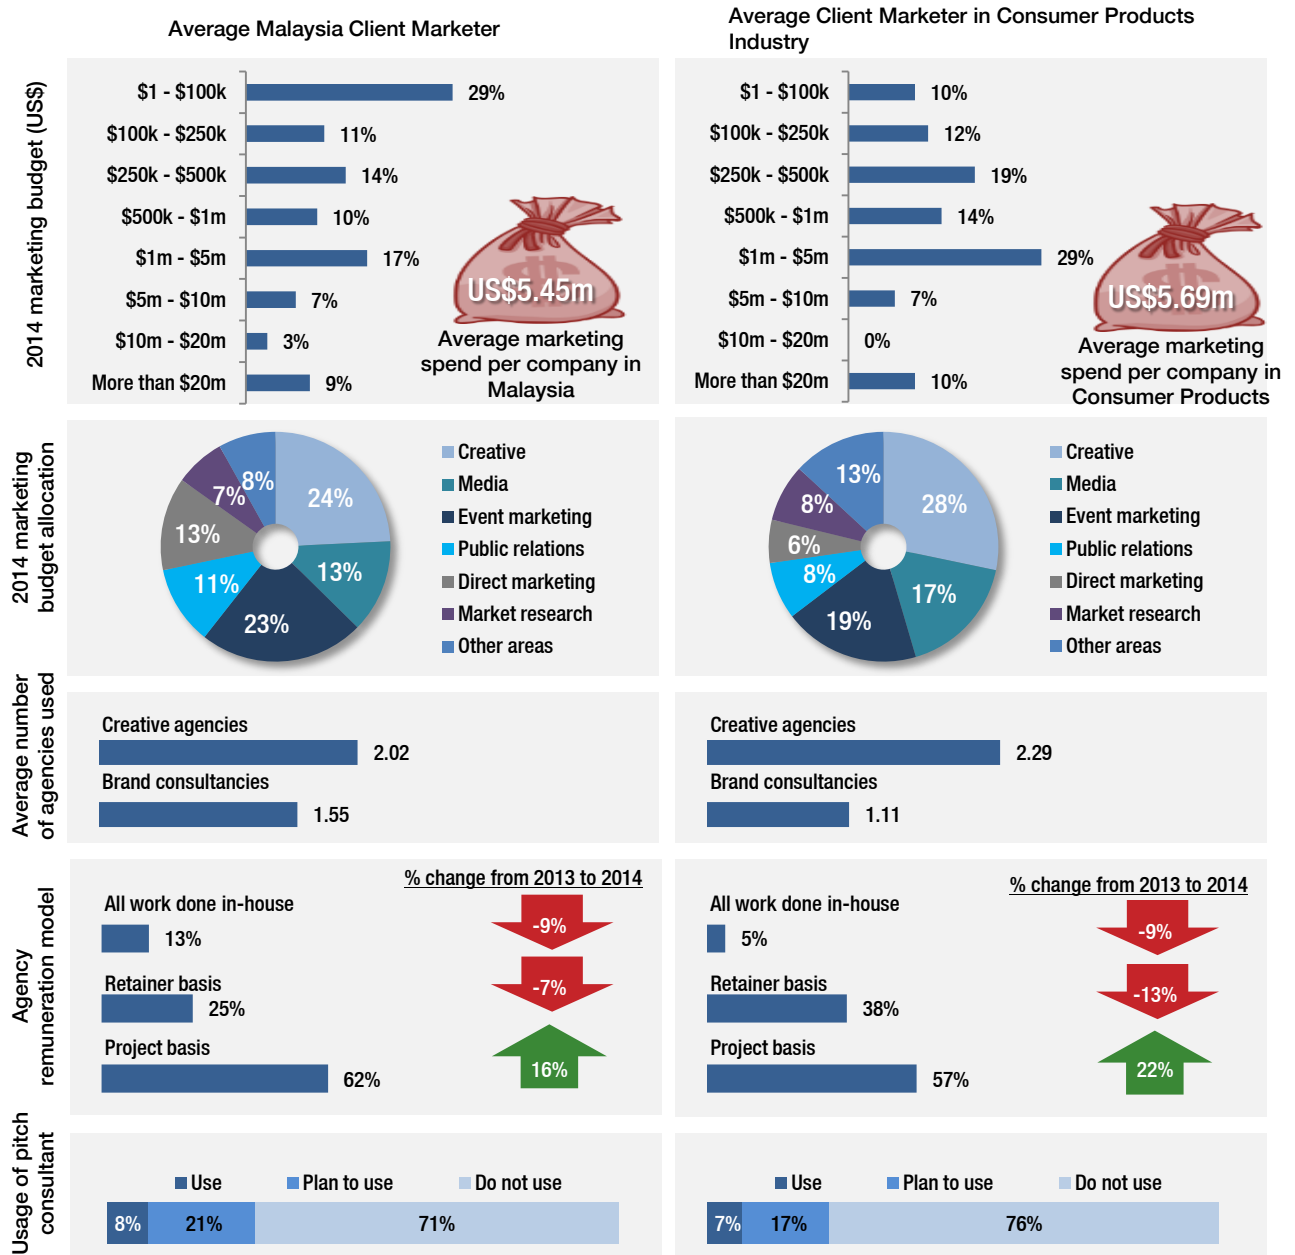 Average Malaysia Client Marketer
Average Client Marketer in Consumer Products
Industry
2014 marketing budget (US$)
$1 - $100k 29%
$100k - $250k 11%
$250k - $500k 14%
$500k - $1m 10%
$1m - $5m 17%
$5m - $10m 7%
$10m - $20m 3%
More than $20m 9%
US$5.45m
Average marketing
spend per company in
Malaysia
$1 - $100k 10%
$100k - $250k 12%
$250k - $500k 19%
$500k - $1m 14%
$1m - $5m 29%
$5m - $10m 7%
$10m - $20m 0%
More than $20m 10%
US$5.69m
Average marketing
spend per company in
Consumer Products
2014 marketing
budget allocation
24%
13%
23%
11%
13%
7%
8%
Creative
Media
Event marketing
Public relations
Direct marketing
Market research
Other areas
28%
17%
19%
8%
6%
8%
13%
Creative
Media
Event marketing
Public relations
Direct marketing
Market research
Other areas
Average number
of agencies used
Creative agencies
2.02
Brand consultancies
1.55
Creative agencies
2.29
Brand consultancies
1.11
Agency
remuneration model
% change from 2013 to 2014
All work done in-house
13% -9%
Retainer basis
25% -7%
Project basis
62% 16%
% change from 2013 to 2014
All work done in-house
5% -9%
Retainer basis
38% -13%
Project basis
57% 22%
Usage of pitch
consultant
Use Plan to use Do not use
8% 21% 71%
Use Plan to use Do not use
7% 17% 76%